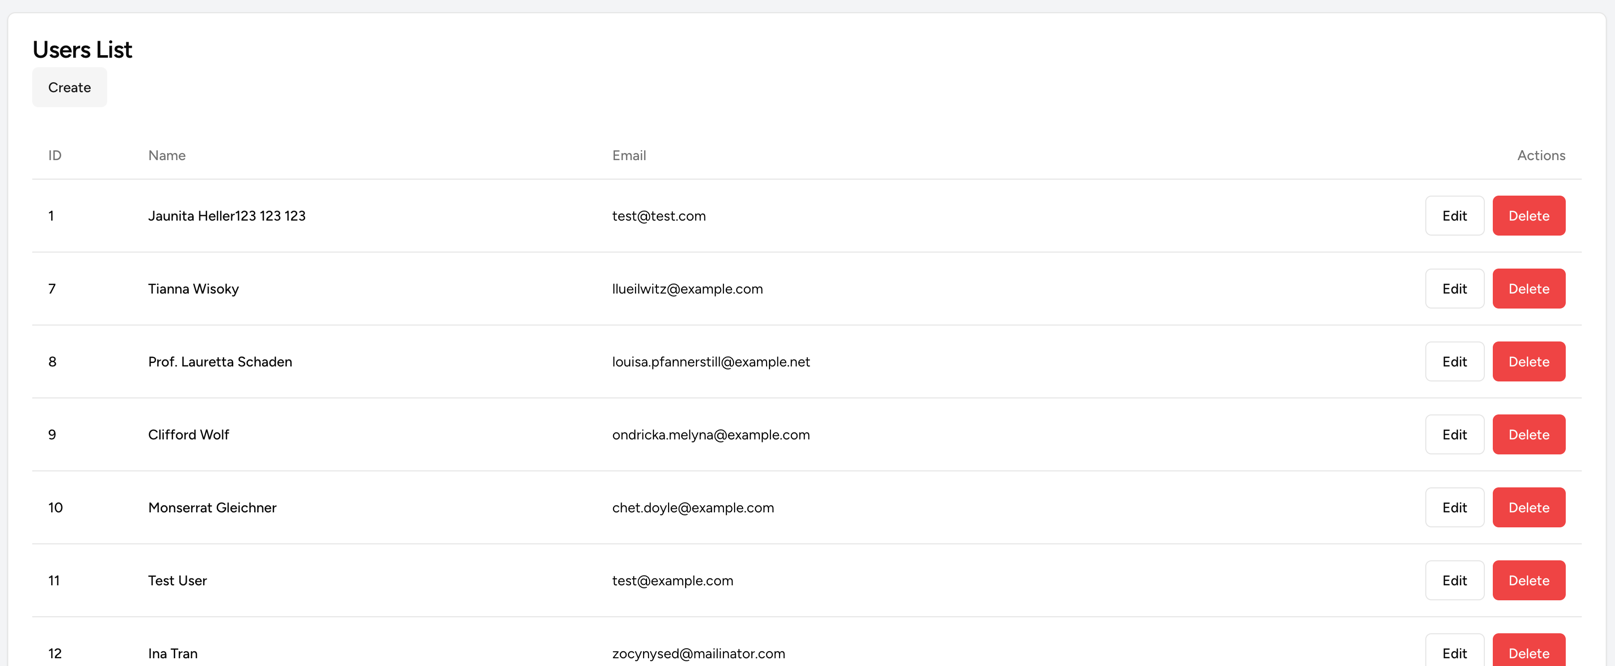 Users List
Create
ID Name Email Actions
1 Jaunita Heller123 123 123 test@test.com Edit Delete
7 Tianna Wisoky llueilwitz@example.com Edit Delete
8 Prof. Lauretta Schaden louisa.pfannerstill@example.net Edit Delete
9 Clifford Wolf ondricka.melyna@example.com Edit Delete
10 Monserrat Gleichner chet.doyle@example.com Edit Delete
11 Test User test@example.com Edit Delete
12 Ina Tran zocynysed@mailinator.com Edit Delete